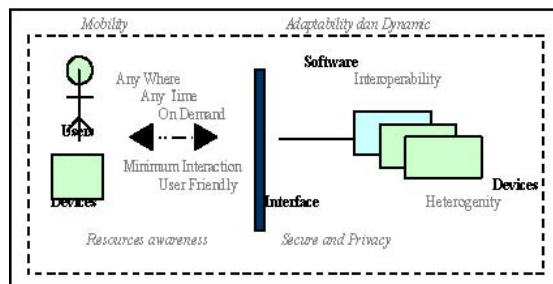 Mobility
Adaptability dan Dynamic
Software
Any Where
Any Time
On Demand
Interoperability
Users
Minimum Interaction
User Friendly
Devices
Interface
Devices
Heterogenity
Resources awareness
Secure and Privacy